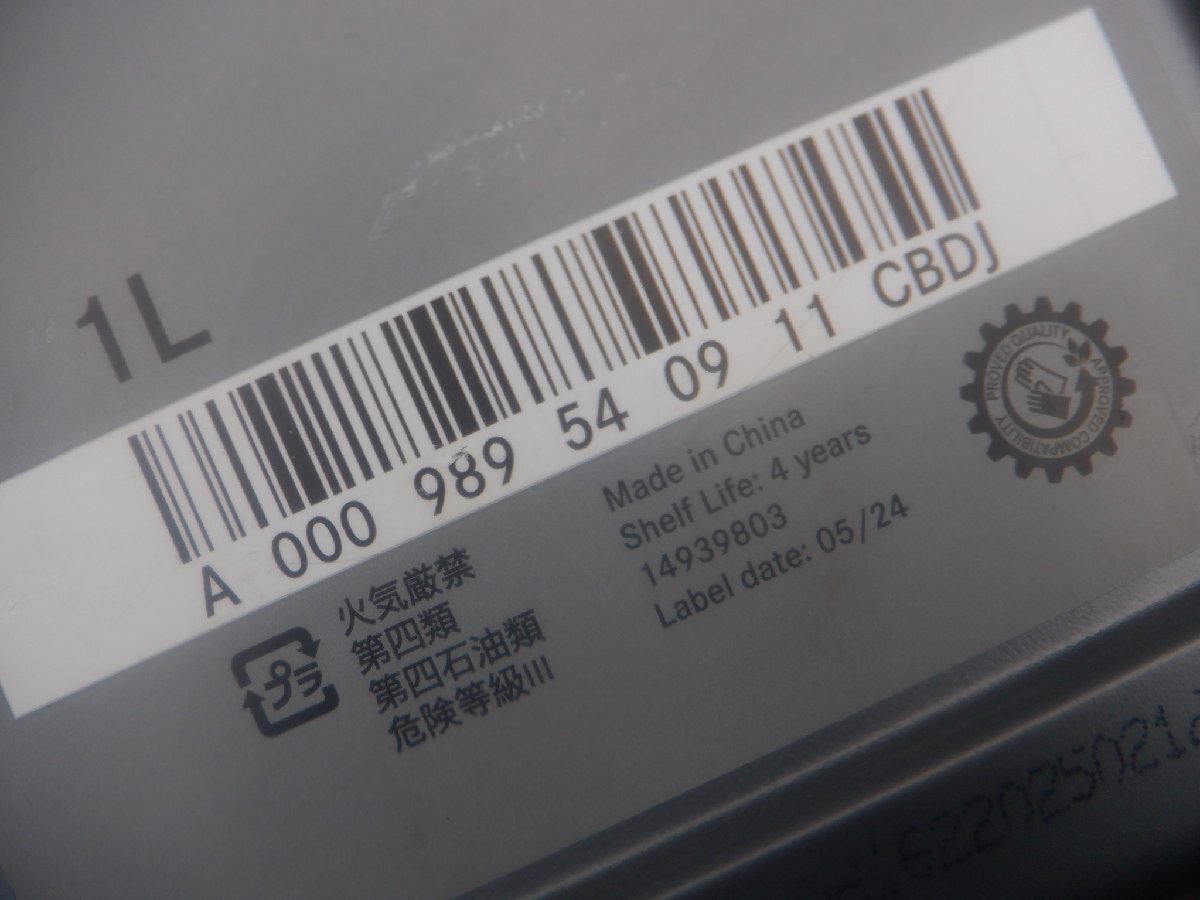 1L
A 000 989 54 09 11 CBDJ
Made in China
Shelf Life: 4 years
14939803
Label date: 05/24
PROVED QUALITY
APPROVED COMPATIBILITY
プラ
火気厳禁
第四類
第四石油類
危険等級III